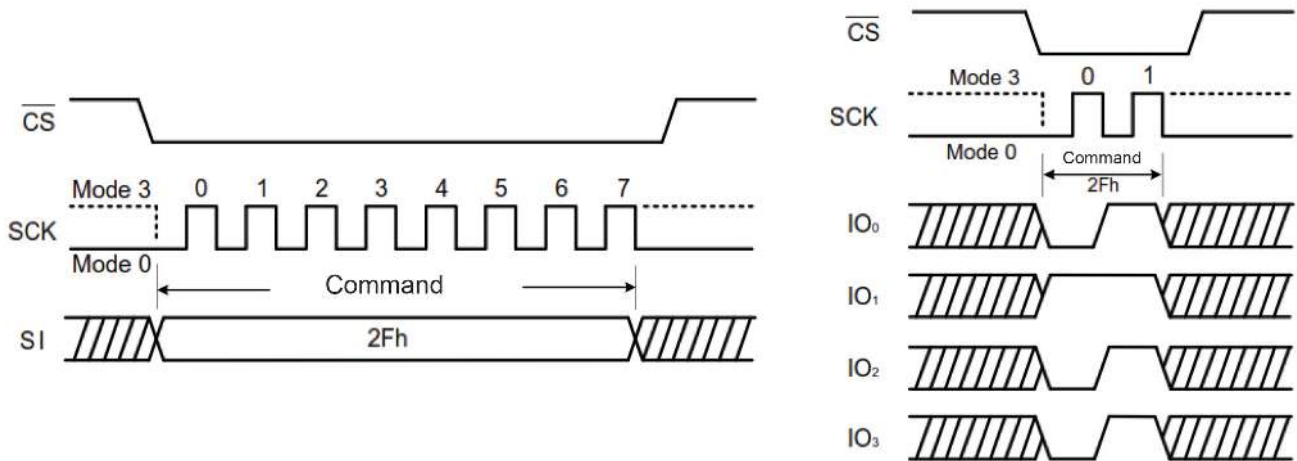 CS
Mode 3 0 1 2 3 4 5 6 7
SCK
Mode 0
Command
SI 2Fh
CS
Mode 3 0 1
SCK
Mode 0
Command
2Fh
IO₀
IO₁
IO₂
IO₃